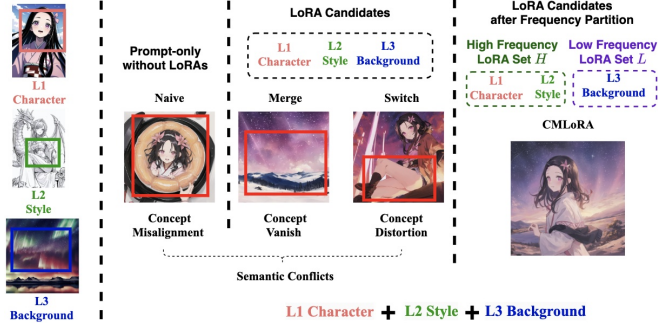 L1
Character
L2
Style
L3
Background
Prompt-only
without LoRAs
Naive
Concept
Misalignment
LoRA Candidates
L1
Character
L2
Style
L3
Background
Merge
Switch
Concept
Vanish
Concept
Distortion
Semantic Conflicts
LoRA Candidates
after Frequency Partition
High Frequency
LoRA Set H
Low Frequency
LoRA Set L
L1
Character
L2
Style
L3
Background
CMLoRA
L1 Character + L2 Style + L3 Background